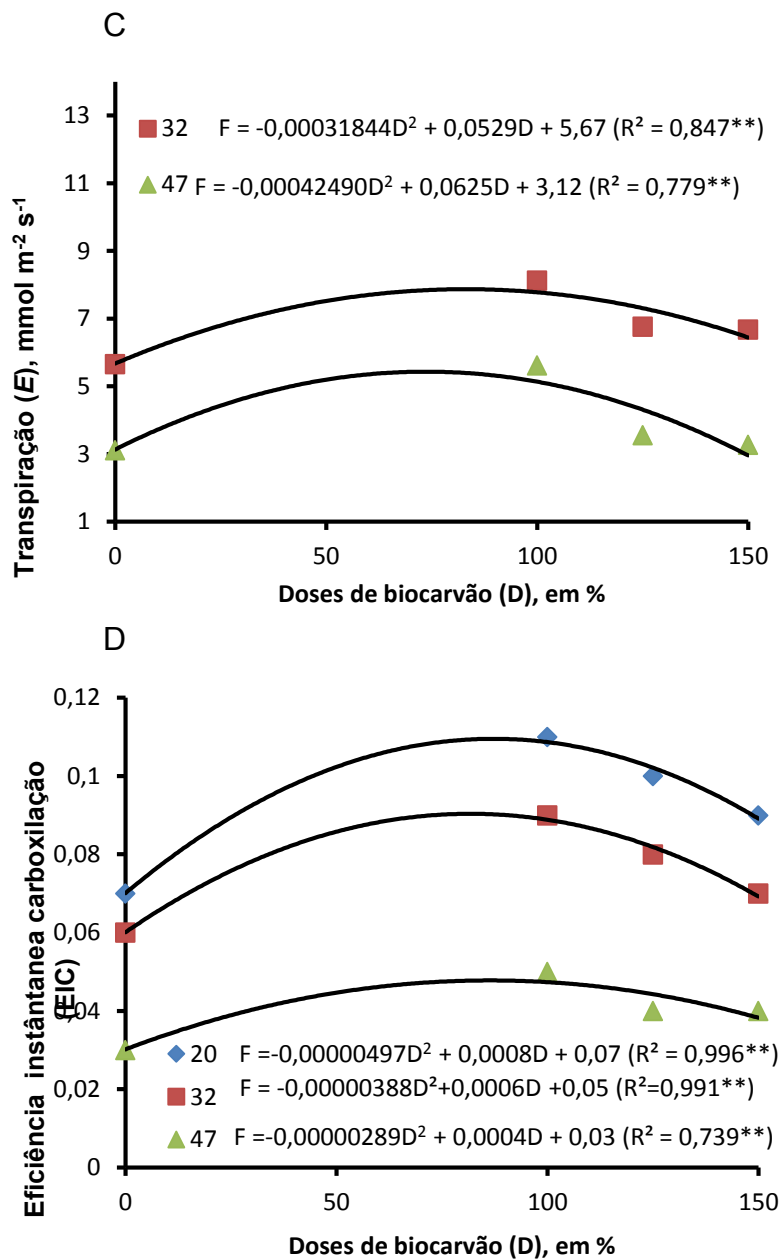 C
Transpiração (E), mmol m-2 s-1
13
11
9
7
5
3
1
32 F = -0,00031844D² + 0,0529D + 5,67 (R² = 0,847**)
47 F = -0,00042490D² + 0,0625D + 3,12 (R² = 0,779**)
0 50 100 150
Doses de biocarvão (D), em %
D
Eficiência instântanea carboxilação
(EIC)
0,12
0,1
0,08
0,06
0,04
0,02
0
20 F =-0,00000497D² + 0,0008D + 0,07 (R² = 0,996**)
32 F = -0,00000388D²+0,0006D +0,05 (R²=0,991**)
47 F =-0,00000289D² + 0,0004D + 0,03 (R² = 0,739**)
0 50 100 150
Doses de biocarvão (D), em %